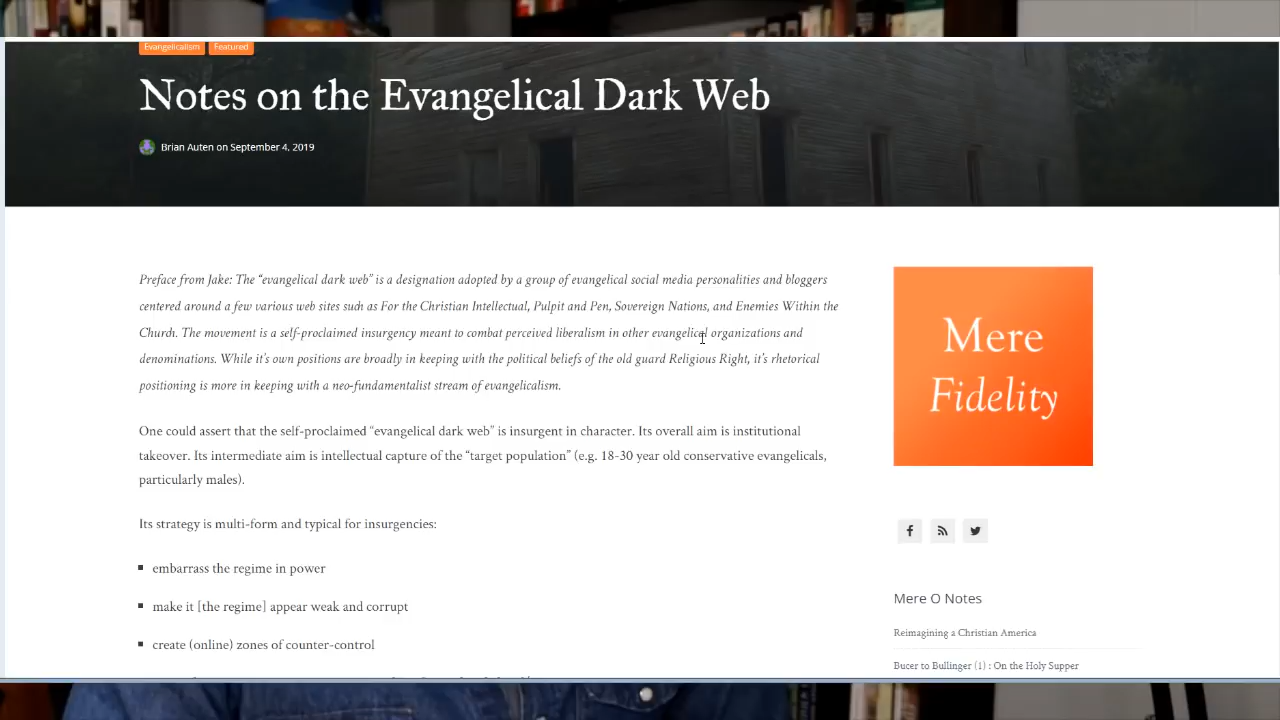 Evangelicalism Featured
Notes on the Evangelical Dark Web
Brian Auten on September 4, 2019
Preface from Jake: The “evangelical dark web” is a designation adopted by a group of evangelical social media personalities and bloggers
centered around a few various web sites such as For the Christian Intellectual, Pulpit and Pen, Sovereign Nations, and Enemies Within the
Church. The movement is a self-proclaimed insurgency meant to combat perceived liberalism in other evangelical organizations and
denominations. While it’s own positions are broadly in keeping with the political beliefs of the old guard Religious Right, it’s rhetorical
positioning is more in keeping with a neo-fundamentalist stream of evangelicalism.
One could assert that the self-proclaimed “evangelical dark web” is insurgent in character. Its overall aim is institutional
takeover. Its intermediate aim is intellectual capture of the “target population” (e.g. 18-30 year old conservative evangelicals,
particularly males).
Its strategy is multi-form and typical for insurgencies:
embarrass the regime in power
make it [the regime] appear weak and corrupt
create (online) zones of counter-control
Mere
Fidelity
Mere O Notes
Reimagining a Christian America
Bucer to Bullinger (1) : On the Holy Supper